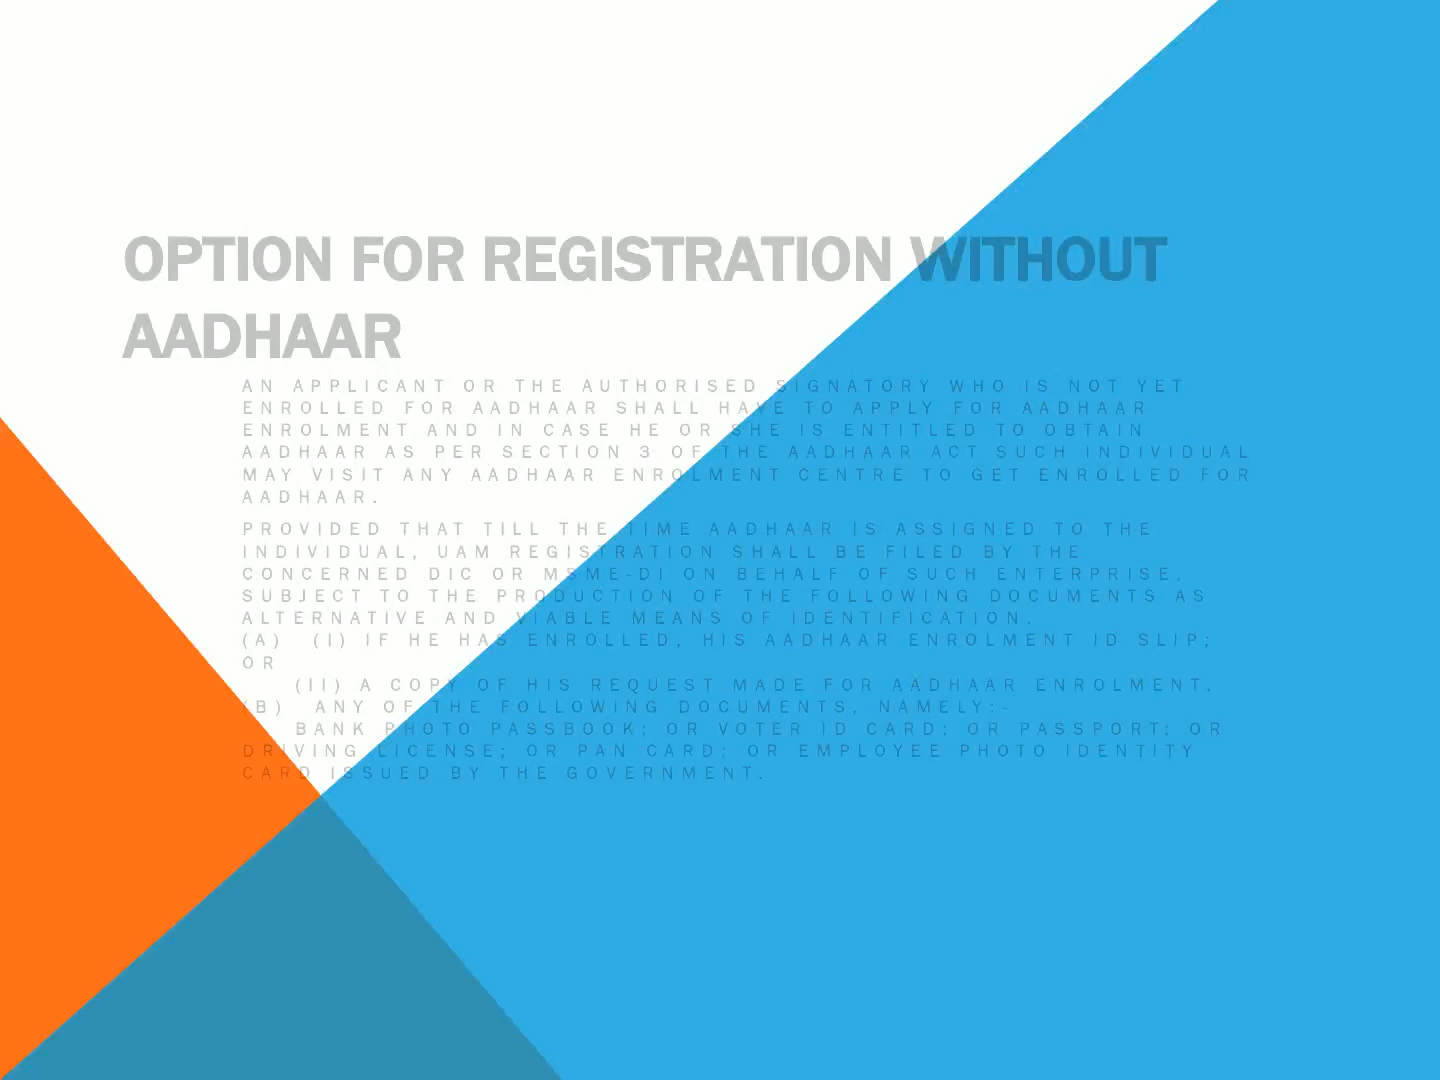 OPTION FOR REGISTRATION WITHOUT
AADHAAR
AN APPLICANT OR THE AUTHORISED SIGNATORY WHO IS NOT YET
ENROLLED FOR AADHAAR SHALL HAVE TO APPLY FOR AADHAAR
ENROLMENT AND IN CASE HE OR SHE IS ENTITLED TO OBTAIN
AADHAAR AS PER SECTION 3 OF THE AADHAAR ACT SUCH INDIVIDUAL
MAY VISIT ANY AADHAAR ENROLMENT CENTRE TO GET ENROLLED FOR
AADHAAR.
PROVIDED THAT TILL THE TIME AADHAAR IS ASSIGNED TO THE
INDIVIDUAL, UAM REGISTRATION SHALL BE FILED BY THE
CONCERNED DIC OR MSME-DI ON BEHALF OF SUCH ENTERPRISE,
SUBJECT TO THE PRODUCTION OF THE FOLLOWING DOCUMENTS AS
ALTERNATIVE AND VIABLE MEANS OF IDENTIFICATION.
(A) (I) IF HE HAS ENROLLED, HIS AADHAAR ENROLMENT ID SLIP;
OR
(II) A COPY OF HIS REQUEST MADE FOR AADHAAR ENROLMENT,
(B) ANY OF THE FOLLOWING DOCUMENTS, NAMELY:-
BANK PHOTO PASSBOOK; OR VOTER ID CARD; OR PASSPORT; OR
DRIVING LICENSE; OR PAN CARD; OR EMPLOYEE PHOTO IDENTITY
CARD ISSUED BY THE GOVERNMENT.